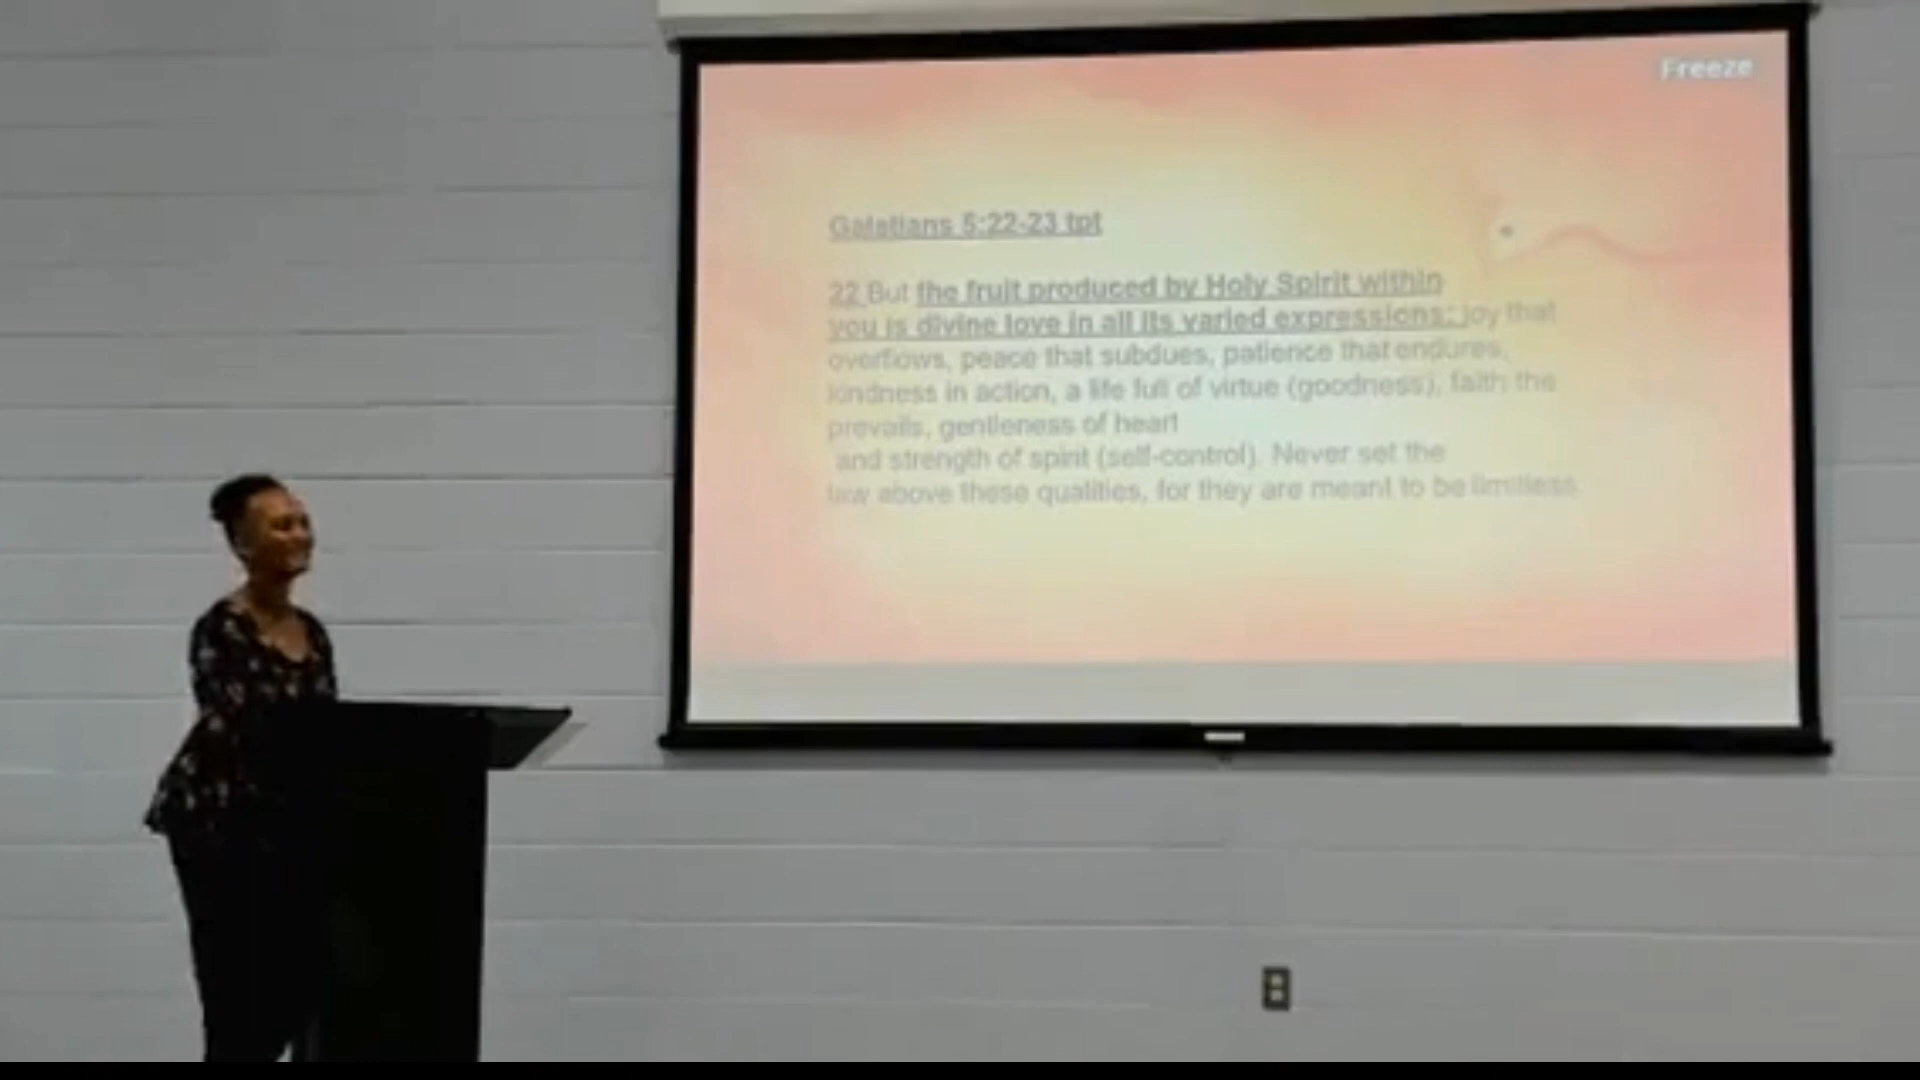 Freeze
Galatians 5:22-23 tpt
22 But the fruit produced by Holy Spirit within
you is divine love in all its varied expressions: joy that
overflows, peace that subdues, patience that endures,
kindness in action, a life full of virtue (goodness), faith the
prevails, gentleness of heart
and strength of spirit (self-control). Never set the
law above these qualities, for they are meant to be limitless.